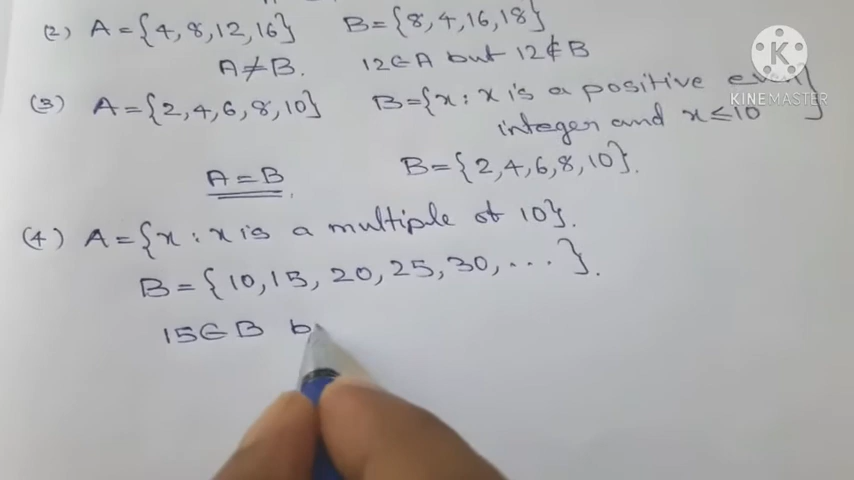 (2) A={4,8,12,16} B={8,4,16,18}
A≠B. 12∈A but 12∉B
(3) A={2,4,6,8,10} B={x : x is a positive even
integer and x≤10}
A=B B={2,4,6,8,10}.
(4) A={x : x is a multiple of 10}.
B={10,15,20,25,30,...}.
15∈B b
KINEMASTER